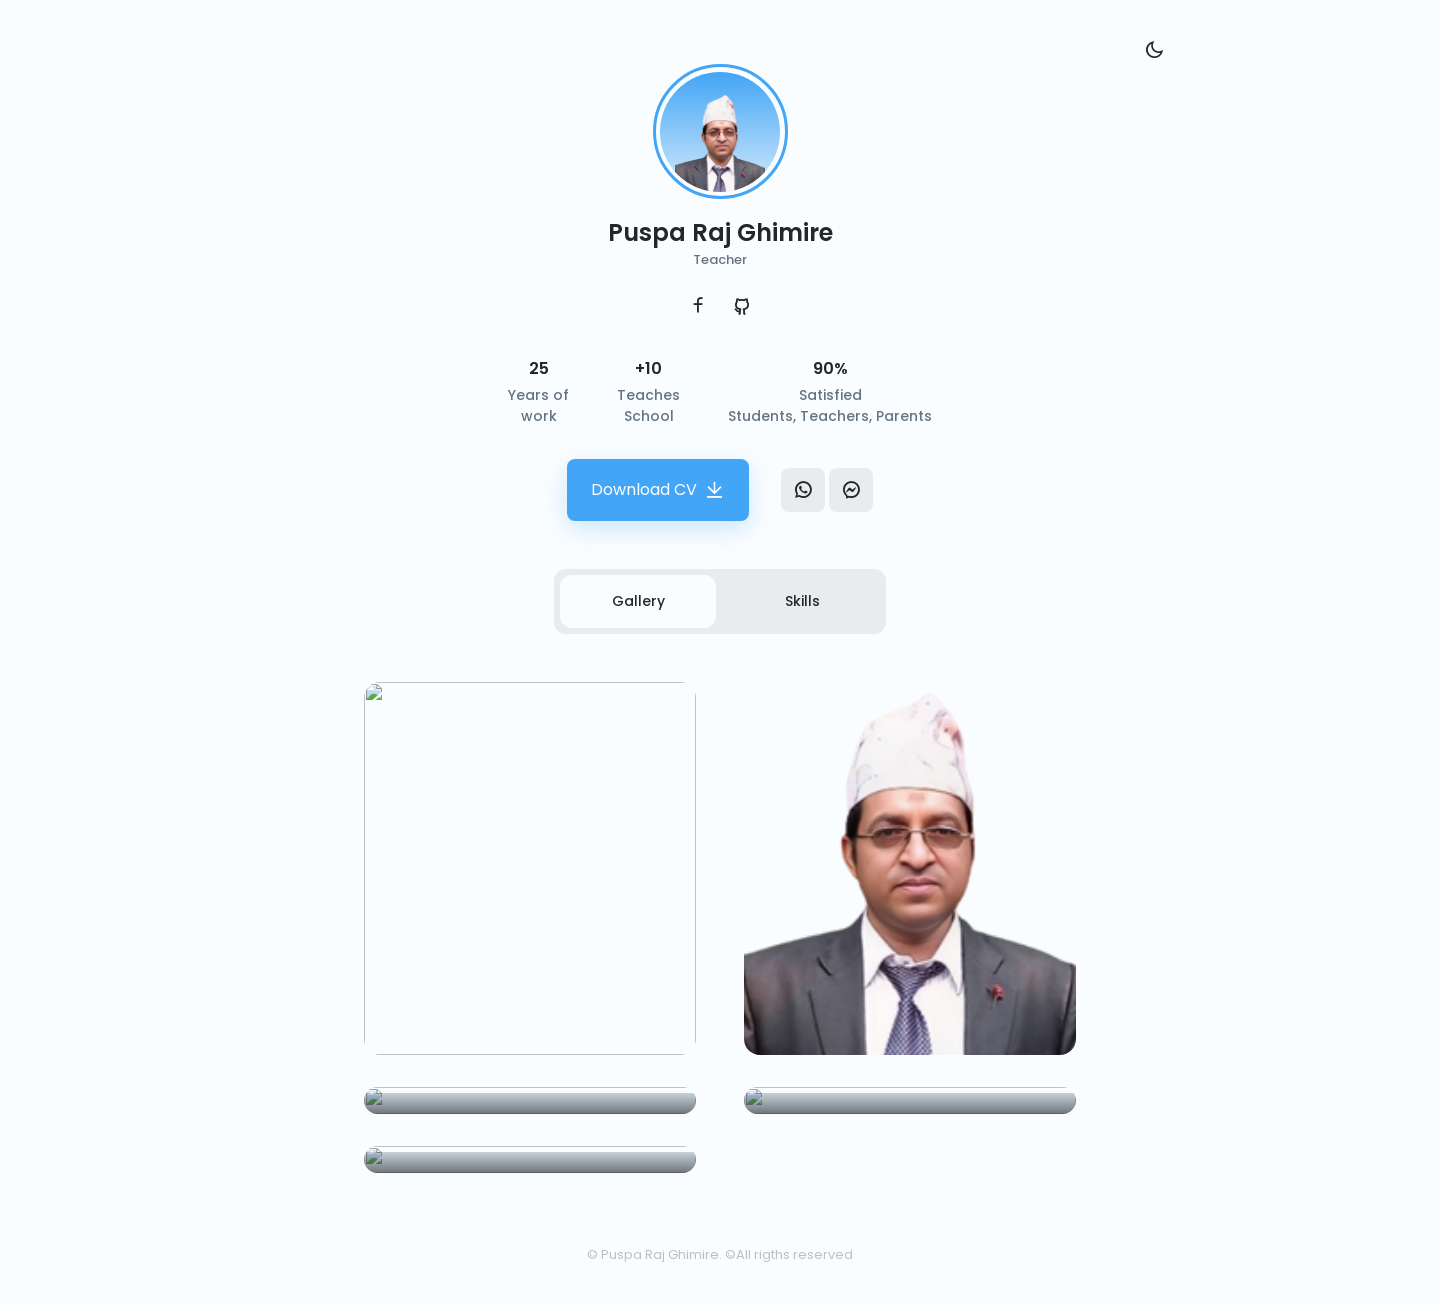 Puspa Raj Ghimire
Teacher
25
Years of
work
+10
Teaches
School
90%
Satisfied
Students, Teachers, Parents
Download CV
Gallery
Skills
© Puspa Raj Ghimire. ©All rigths reserved